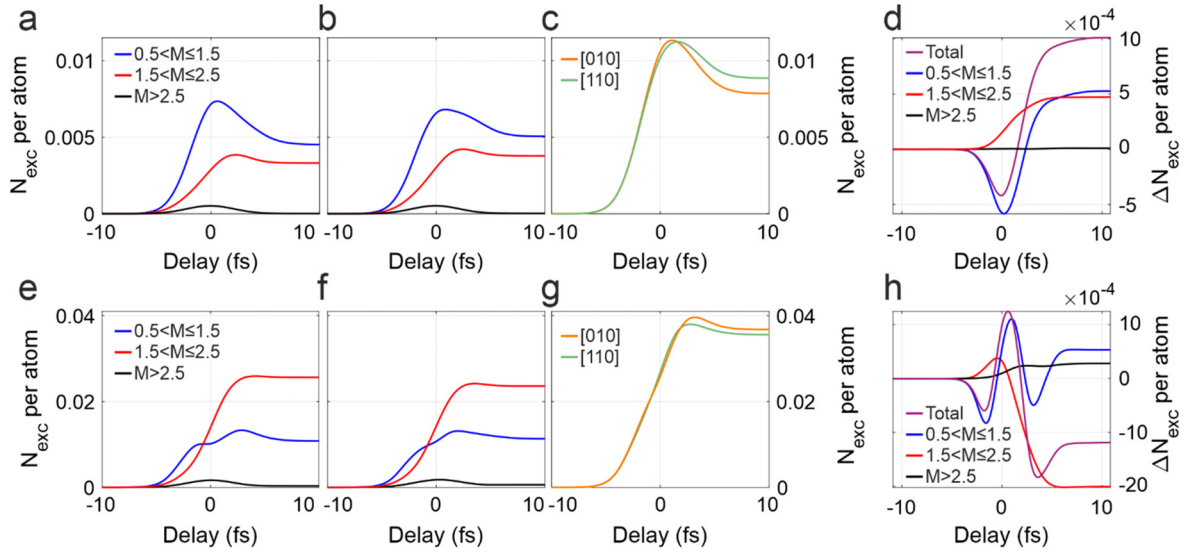 a
b
c
d
×10⁻⁴
N_exc per atom
0.01
0.005
0
0.5<M≤1.5
1.5<M≤2.5
M>2.5
-10
0
10
Delay (fs)
-10
0
10
Delay (fs)
[010]
[110]
0.01
0.005
0
-10
0
10
Delay (fs)
N_exc per atom
Total
0.5<M≤1.5
1.5<M≤2.5
M>2.5
10
5
0
-5
ΔN_exc per atom
-10
0
10
Delay (fs)
e
f
g
h
×10⁻⁴
N_exc per atom
0.04
0.02
0
0.5<M≤1.5
1.5<M≤2.5
M>2.5
-10
0
10
Delay (fs)
-10
0
10
Delay (fs)
[010]
[110]
0.04
0.02
0
-10
0
10
Delay (fs)
N_exc per atom
Total
0.5<M≤1.5
1.5<M≤2.5
M>2.5
10
0
-10
-20
ΔN_exc per atom
-10
0
10
Delay (fs)